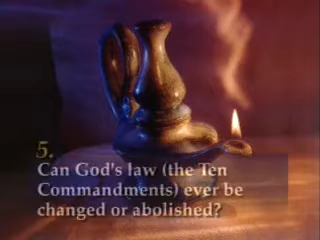 5.
Can God's law (the Ten
Commandments) ever be
changed or abolished?